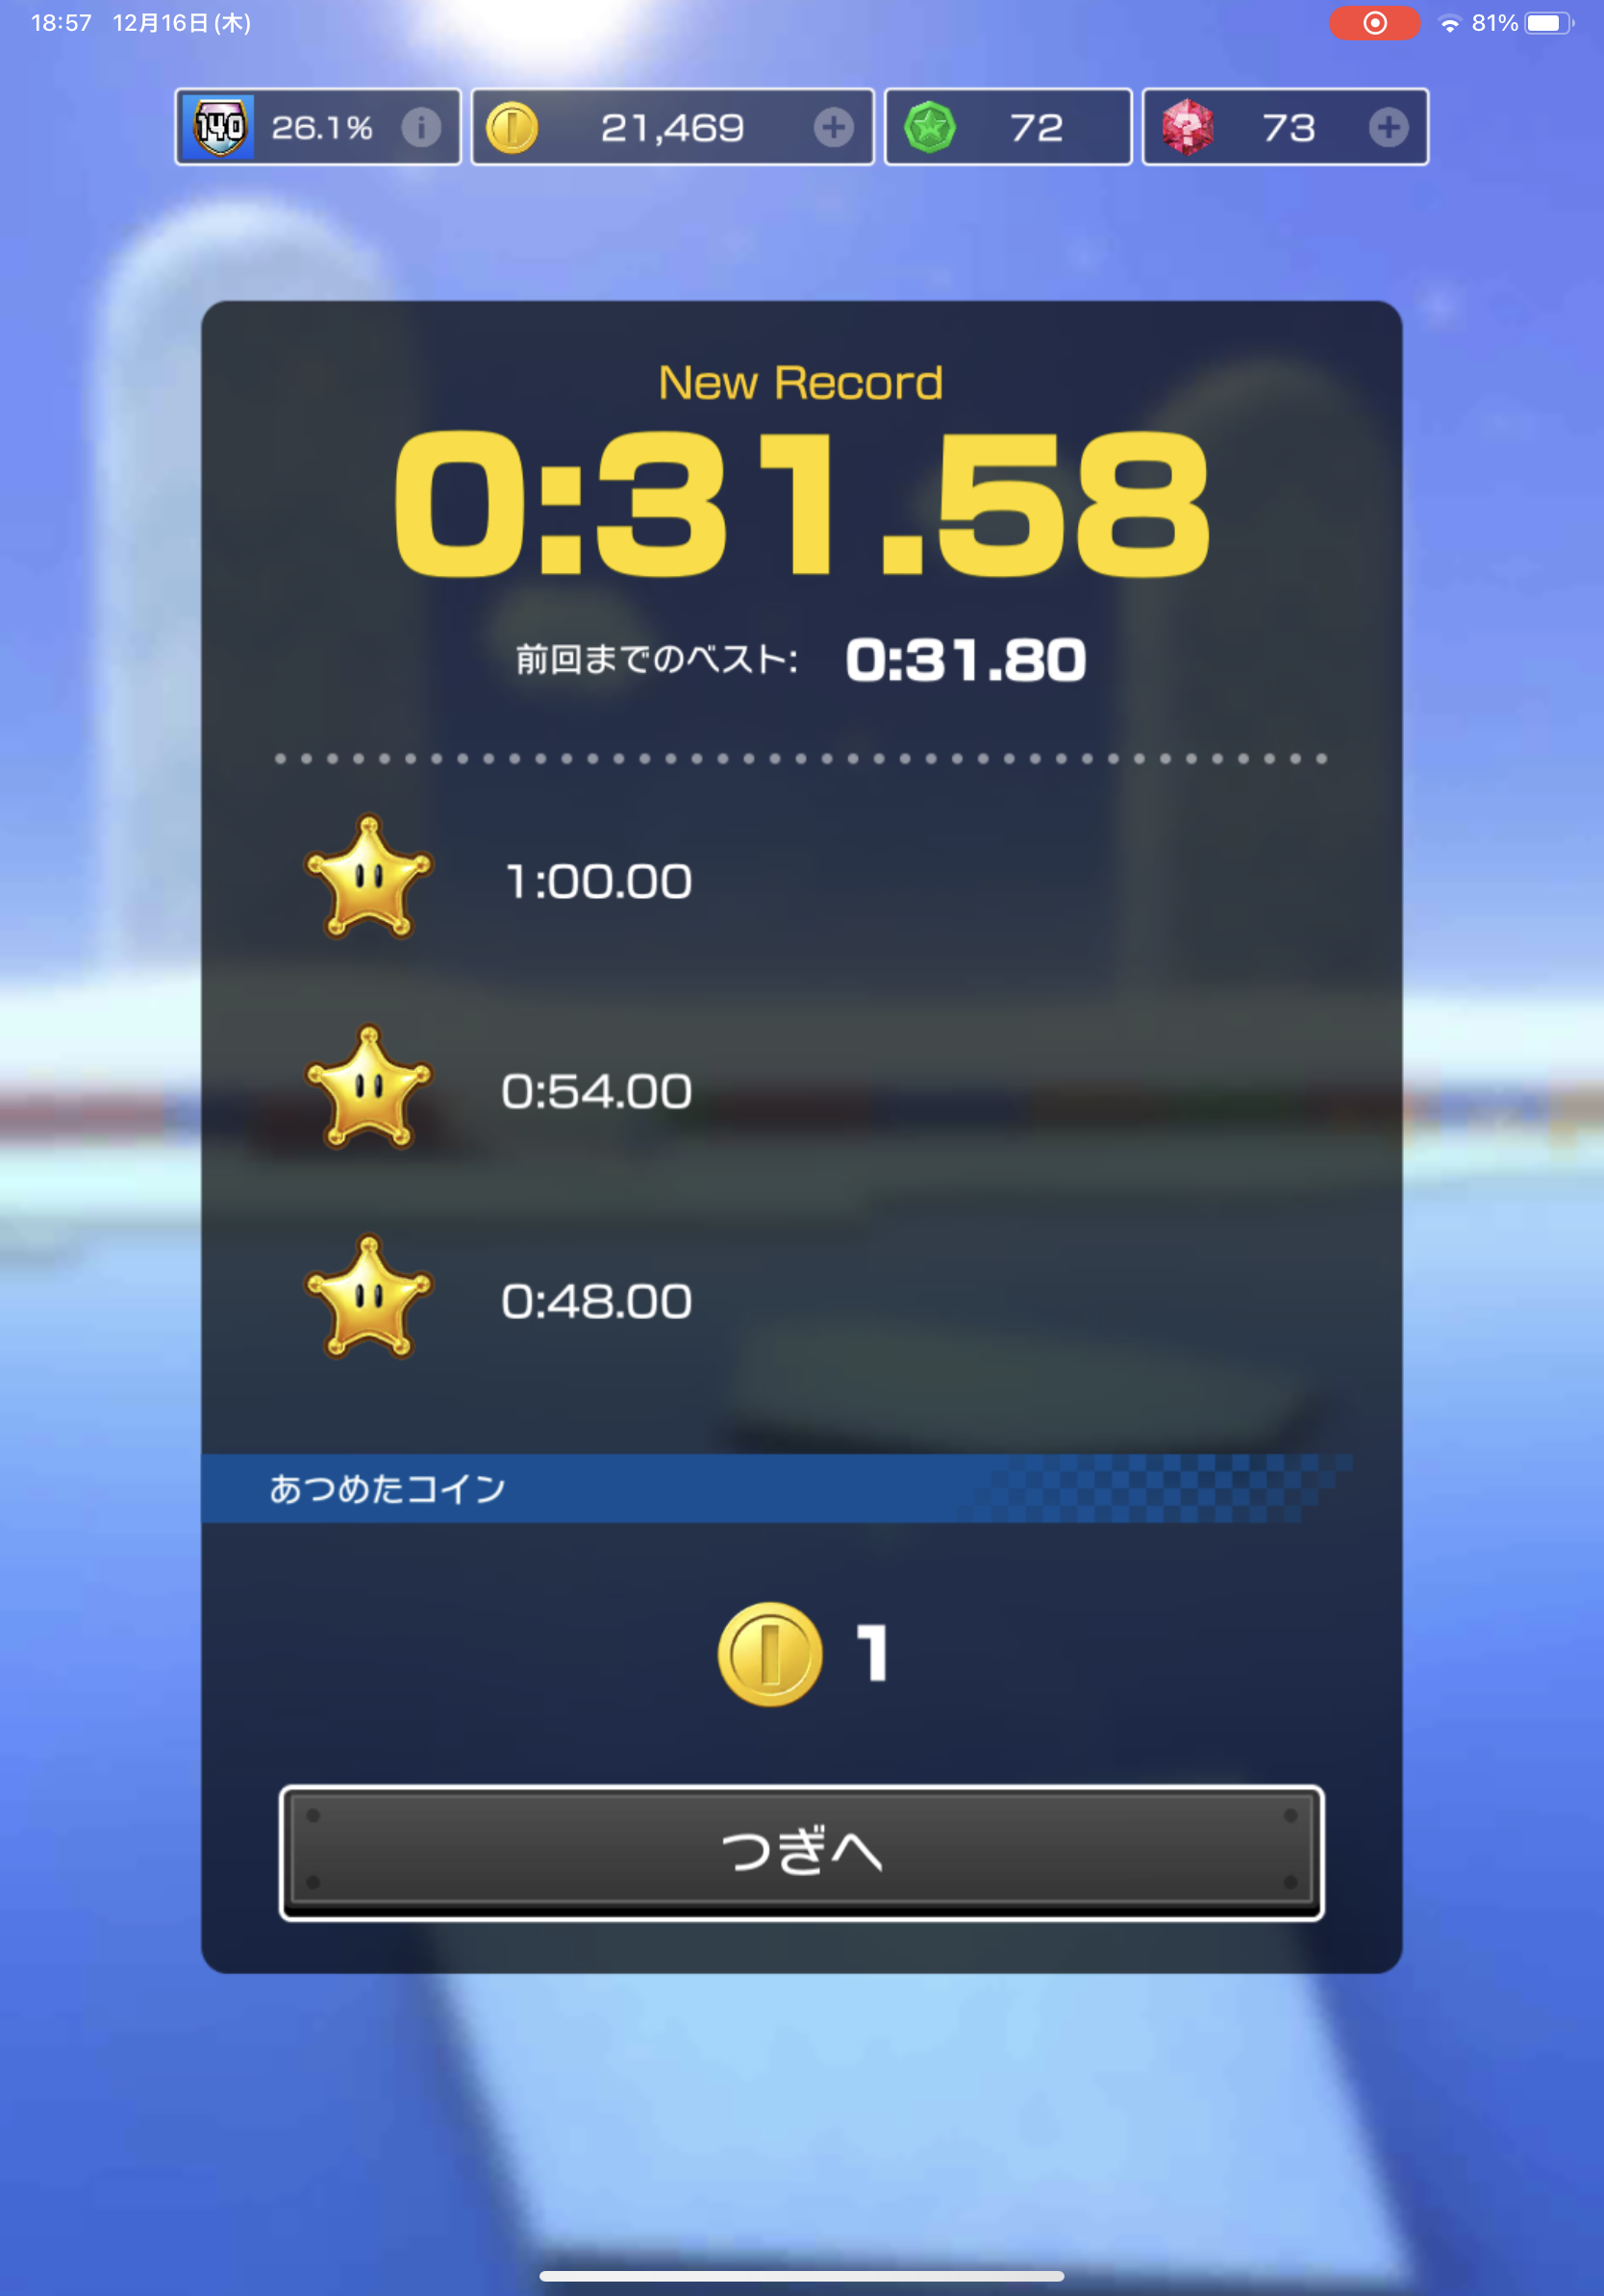 18:57 12月16日(木) 81%
140 26.1% 21,469 72 73
New Record
0:31.58
前回までのベスト: 0:31.80
1:00.00
0:54.00
0:48.00
あつめたコイン
1
つぎへ